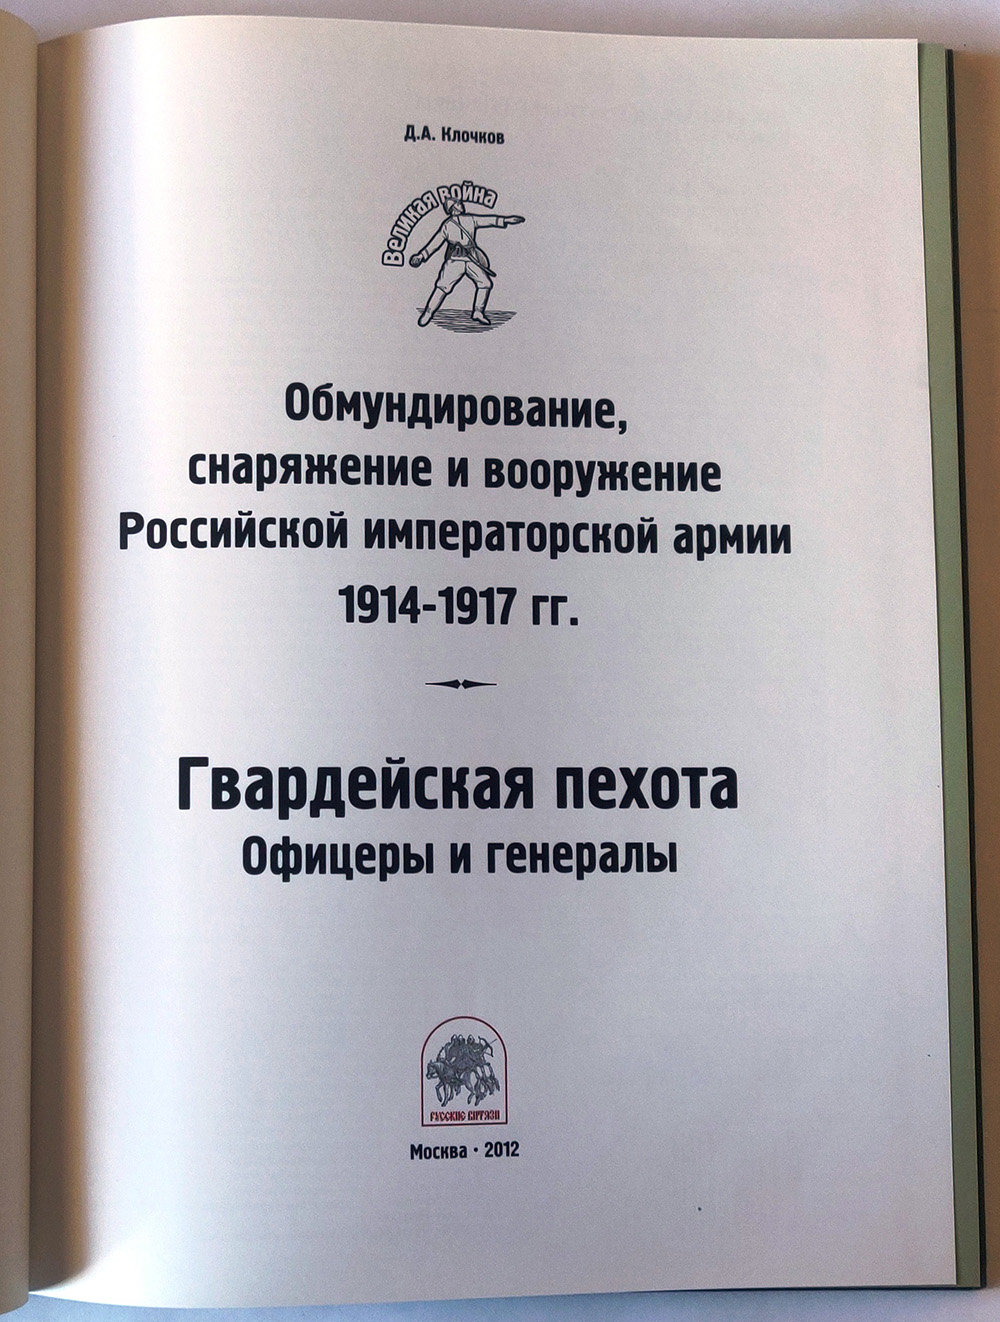 Д.А. Клочков
Великая война
Обмундирование,
снаряжение и вооружение
Российской императорской армии
1914-1917 гг.
Гвардейская пехота
Офицеры и генералы
РУССКИЕ ВИТЯЗИ
Москва · 2012